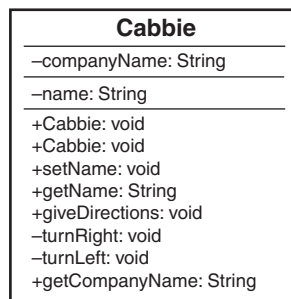 Cabbie
–companyName: String
–name: String
+Cabbie: void
+Cabbie: void
+setName: void
+getName: String
+giveDirections: void
–turnRight: void
–turnLeft: void
+getCompanyName: String